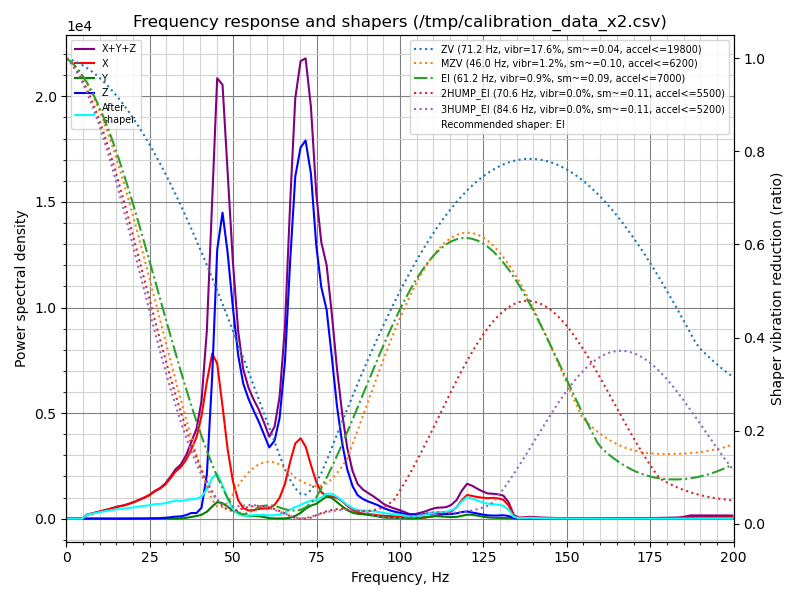 Frequency response and shapers (/tmp/calibration_data_x2.csv)
1e4
X+Y+Z
X
Y
Z
After
shaper
ZV (71.2 Hz, vibr=17.6%, sm~=0.04, accel<=19800)
MZV (46.0 Hz, vibr=1.2%, sm~=0.10, accel<=6200)
EI (61.2 Hz, vibr=0.9%, sm~=0.09, accel<=7000)
2HUMP_EI (70.6 Hz, vibr=0.0%, sm~=0.11, accel<=5500)
3HUMP_EI (84.6 Hz, vibr=0.0%, sm~=0.11, accel<=5200)
Recommended shaper: EI
Power spectral density
2.0
1.5
1.0
0.5
0.0
1.0
0.8
0.6
0.4
0.2
0.0
Shaper vibration reduction (ratio)
0 25 50 75 100 125 150 175 200
Frequency, Hz